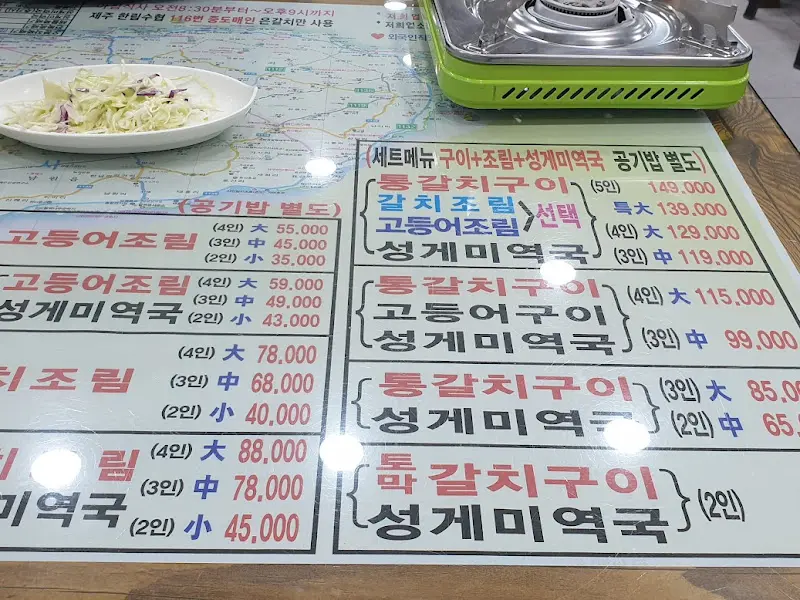 오전8:30분부터~오후9시까지
제주 한림수협 116번 중도매인 은갈치만 사용
(공기밥 별도)
고등어조림 (4인) 大 55.000
(3인) 中 45.000
(2인) 小 35.000
고등어조림 (4인) 大 59.000
성게미역국 (3인) 中 49.000
(2인) 小 43.000
치조림 (4인) 大 78,000
(3인) 中 68,000
(2인) 小 40,000
(4인) 大 88,000
치 림 (3인) 中 78,000
미역국 (2인) 小 45,000
(세트메뉴 구이+조림+성게미역국 공기밥 별도)
통갈치구이 (5인) 149.000
갈치조림 특大 139.000
고등어조림 선택 (4인) 大 129.000
성게미역국 (3인) 中 119.000
통갈치구이 (4인) 大 115.000
고등어구이
성게미역국 (3인) 中 99.000
통갈치구이 (3인) 大 85,0
성게미역국 (2인) 中 65
토막 갈치구이 (2인)
성게미역국